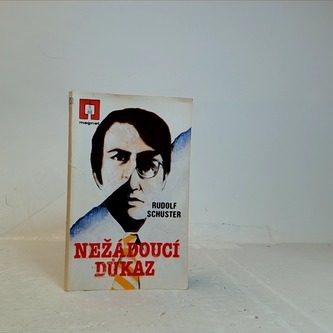 magnet
RUDOLF
SCHUSTER
NEŽÁDOUCÍ
DŮKAZ